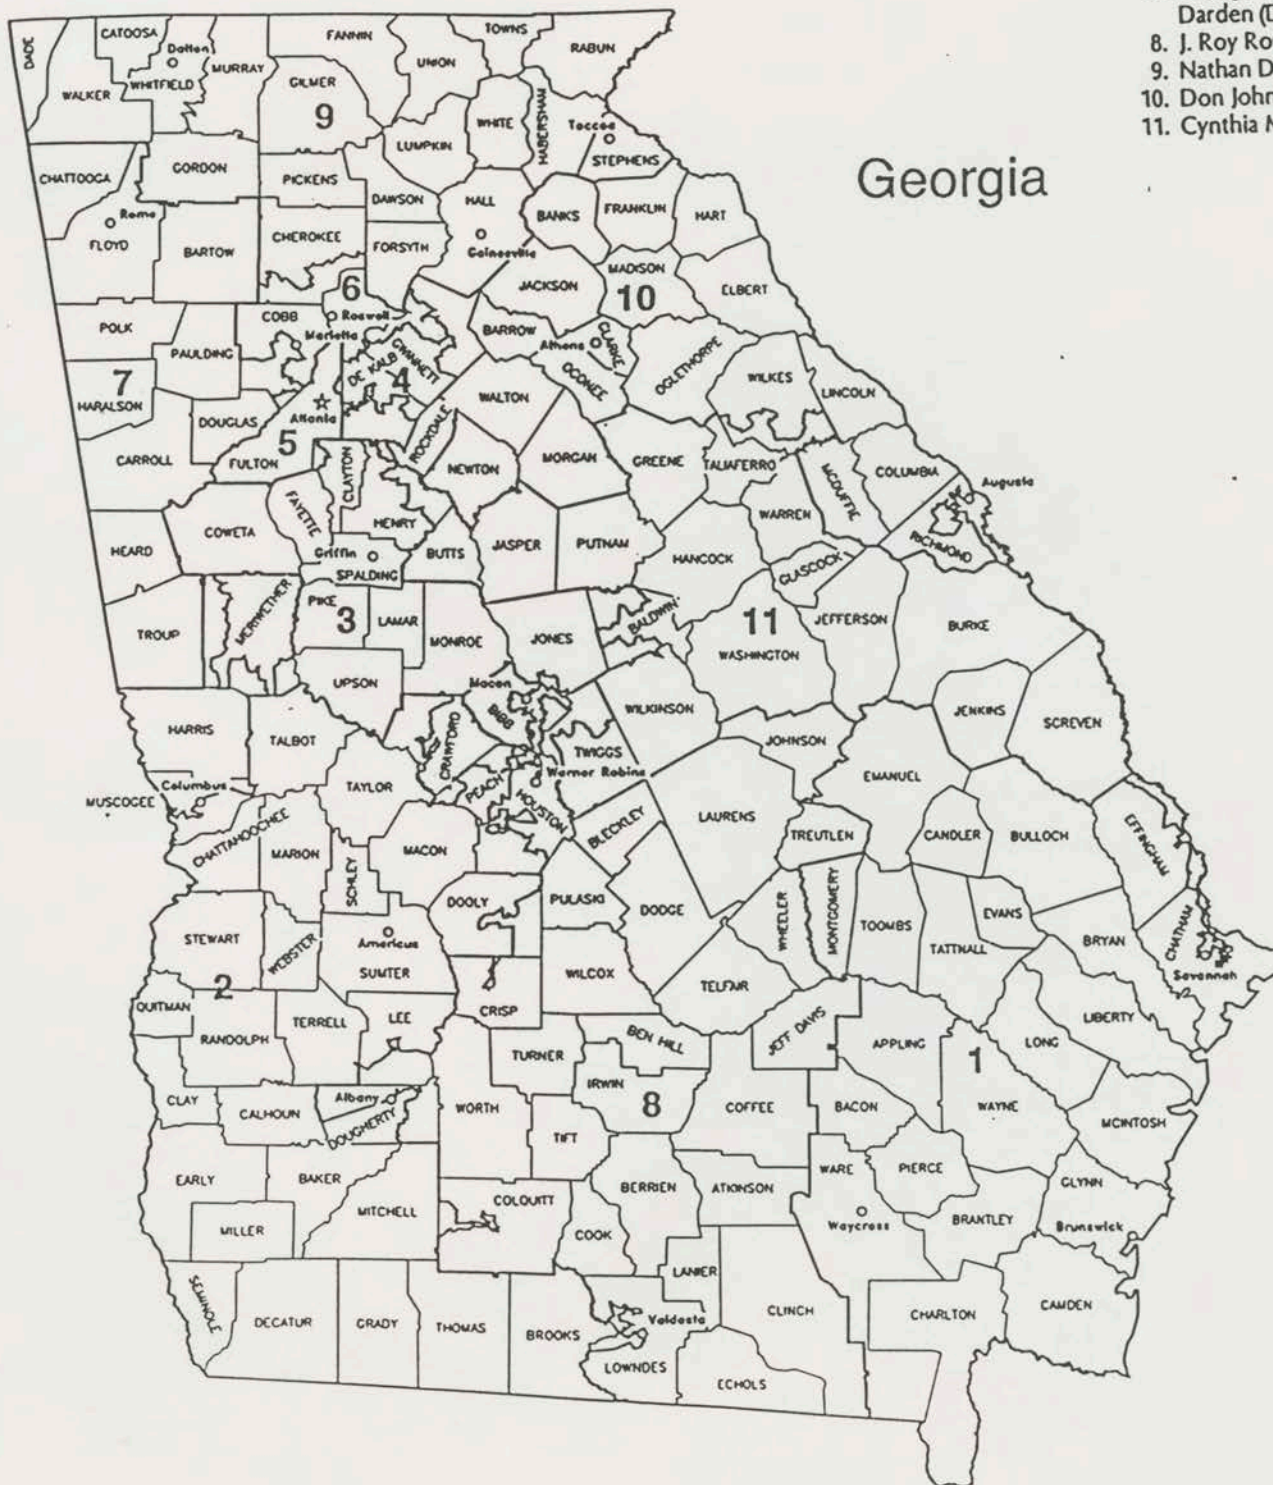 Darden (D
8. J. Roy Ro
9. Nathan D
10. Don John
11. Cynthia M
Georgia
DADE
CATOOSA
Dalton
WHITFIELD
WALKER
MURRAY
FANNIN
GILMER
9
UNION
TOWNS
RABUN
WHITE
HABERSHAM
Toccoa
STEPHENS
LUMPKIN
CHATTOOGA
GORDON
PICKENS
DAWSON
HALL
Gainesville
BANKS
FRANKLIN
HART
Rome
FLOYD
BARTOW
CHEROKEE
FORSYTH
JACKSON
MADISON
10
ELBERT
6
Roswell
COBB
Marietta
POLK
PAULDING
GWINNETT
DE KALB
4
BARROW
Athens
CLARKE
OCONEE
OGLETHORPE
WILKES
LINCOLN
7
HARALSON
DOUGLAS
Atlanta
WALTON
CARROLL
5
FULTON
CLAYTON
ROCKDALE
NEWTON
MORGAN
GREENE
TALIAFERRO
MCDUFFIE
COLUMBIA
Augusta
RICHMOND
WARREN
COWETA
FAYETTE
HENRY
HEARD
Griffin
SPALDING
BUTTS
JASPER
PUTNAM
HANCOCK
GLASCOCK
TROUP
MERIWETHER
PIKE
3
LAMAR
MONROE
JONES
BALDWIN
11
WASHINGTON
JEFFERSON
BURKE
UPSON
Macon
BIBB
WILKINSON
JENKINS
SCREVEN
HARRIS
TALBOT
CRAWFORD
TWIGGS
JOHNSON
Columbus
MUSCOGEE
TAYLOR
PEACH
Warner Robins
HOUSTON
EMANUEL
CHATTAHOOCHEE
MARION
SCHLEY
MACON
BLECKLEY
LAURENS
TREUTLEN
CANDLER
BULLOCH
EFFINGHAM
DOOLY
PULASKI
DODGE
WHEELER
MONTGOMERY
TOOMBS
EVANS
TATTNALL
BRYAN
CHATHAM
Savannah
STEWART
WEBSTER
Americus
SUMTER
2
WILCOX
TELFAIR
QUITMAN
RANDOLPH
TERRELL
LEE
CRISP
BEN HILL
JEFF DAVIS
APPLING
1
LONG
LIBERTY
TURNER
IRWIN
8
CLAY
CALHOUN
Albany
DOUGHERTY
WORTH
COFFEE
BACON
WAYNE
MCINTOSH
TIFT
EARLY
BAKER
MITCHELL
MILLER
COLQUITT
BERRIEN
COOK
ATKINSON
WARE
PIERCE
GLYNN
Waycross
BRANTLEY
Brunswick
LANIER
SEMINOLE
DECATUR
GRADY
THOMAS
BROOKS
Valdosta
LOWNDES
CLINCH
ECHOLS
CHARLTON
CAMDEN